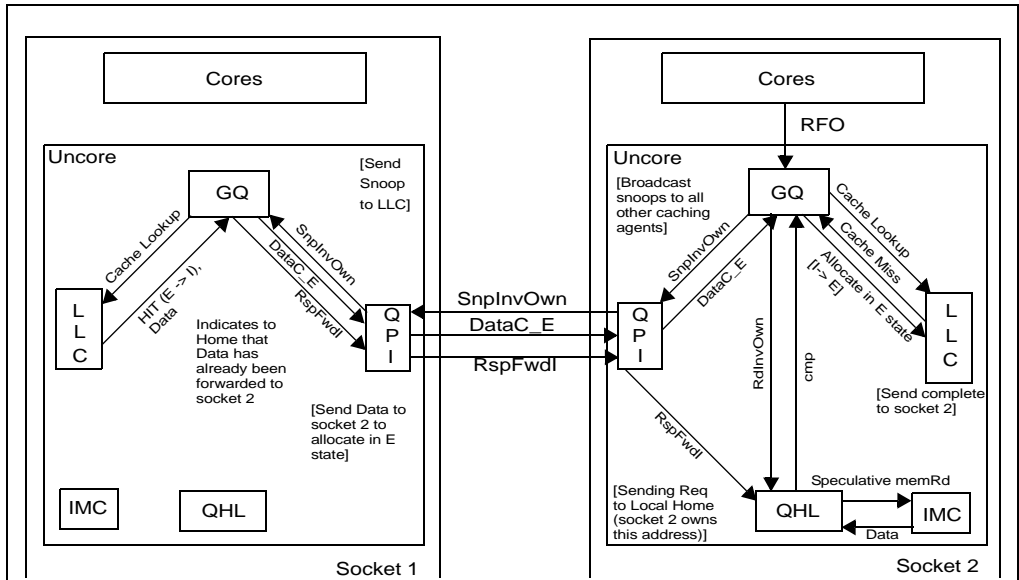 Cores
Uncore
GQ
[Send
Snoop
to LLC]
Cache Lookup
HIT (E -> I),
Data
SnpInvOwn
DataC_E
RspFwdI
L
L
C
Indicates to
Home that
Data has
already been
forwarded to
socket 2
Q
P
I
[Send Data to
socket 2 to
allocate in E
state]
IMC
QHL
Socket 1
SnpInvOwn
DataC_E
RspFwdI
Cores
RFO
Uncore
[Broadcast
snoops to all
other caching
agents]
GQ
Cache Lookup
Cache Miss
Allocate in E state
[I-> E]
SnpInvOwn
DataC_E
Q
P
I
L
L
C
RdInvOwn
cmp
[Send complete
to socket 2]
RspFwdI
Speculative memRd
[Sending Req
to Local Home
(socket 2 owns
this address)]
QHL
IMC
Data
Socket 2